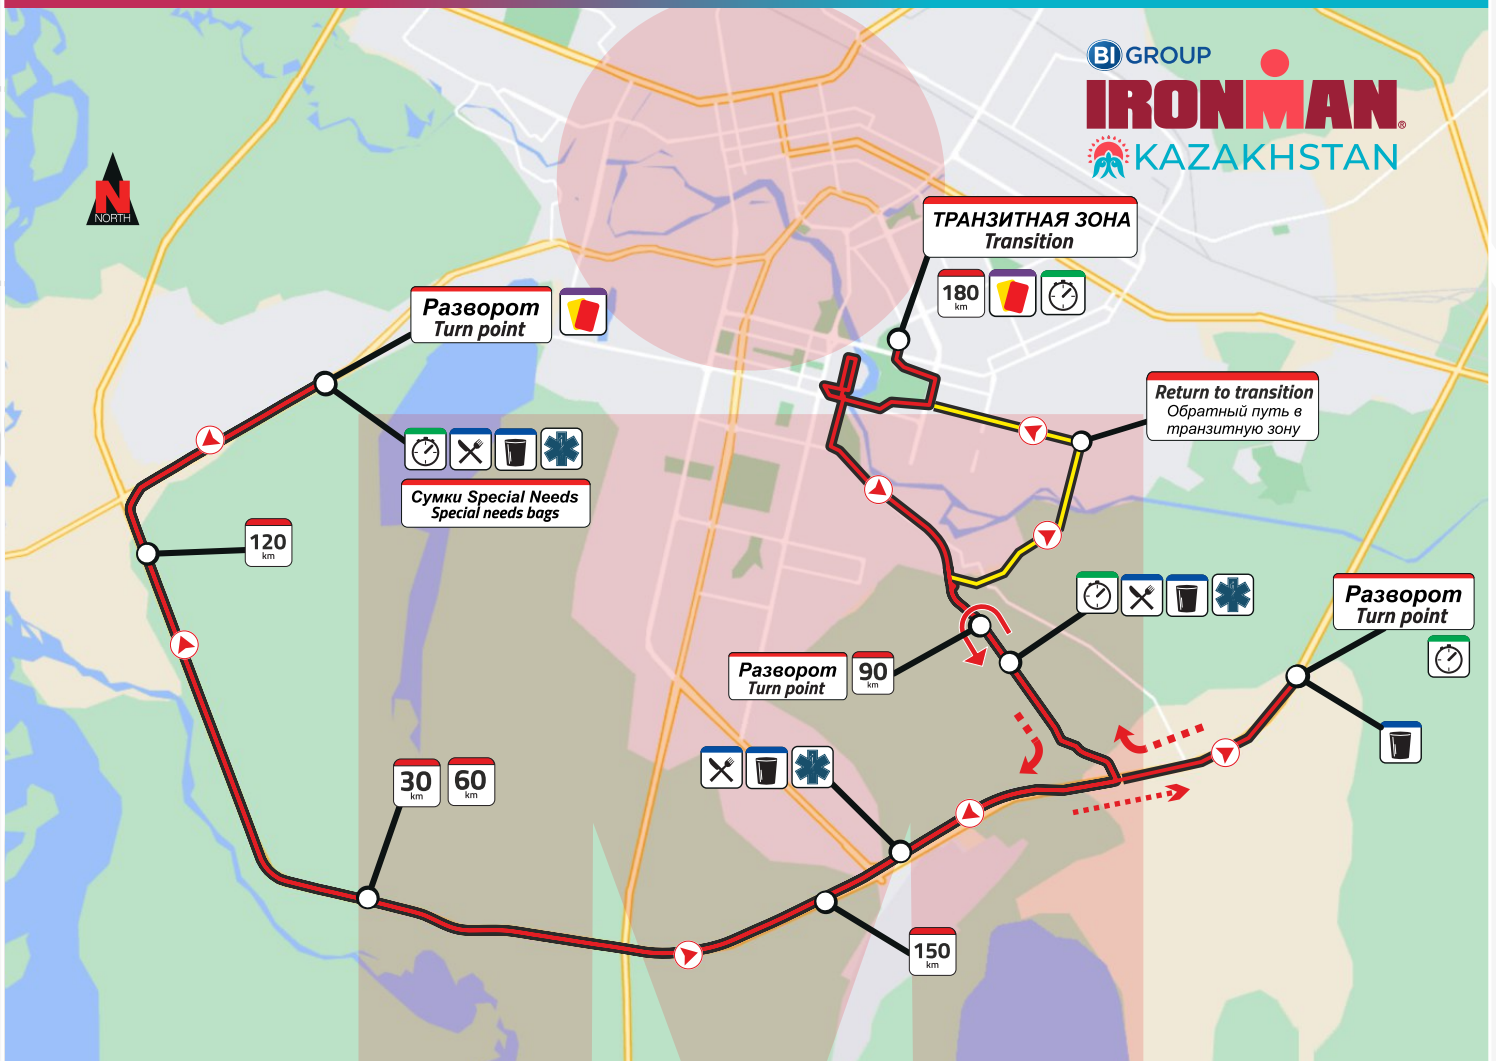 BI GROUP
IRONMAN®
KAZAKHSTAN
N
NORTH
ТРАНЗИТНАЯ ЗОНА
Transition
180
km
Разворот
Turn point
Return to transition
Обратный путь в
транзитную зону
Сумки Special Needs
Special needs bags
120
km
Разворот
Turn point
Разворот
Turn point
90
km
30
km
60
km
150
km